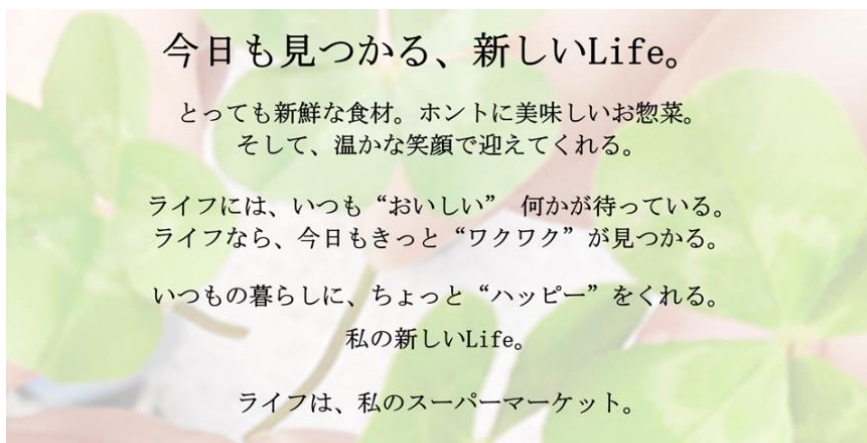 今日も見つかる、新しいLife。
とっても新鮮な食材。ホントに美味しいお惣菜。
そして、温かな笑顔で迎えてくれる。
ライフには、いつも“おいしい” 何かが待っている。
ライフなら、今日もきっと“ワクワク”が見つかる。
いつもの暮らしに、ちょっと“ハッピー”をくれる。
私の新しいLife。
ライフは、私のスーパーマーケット。